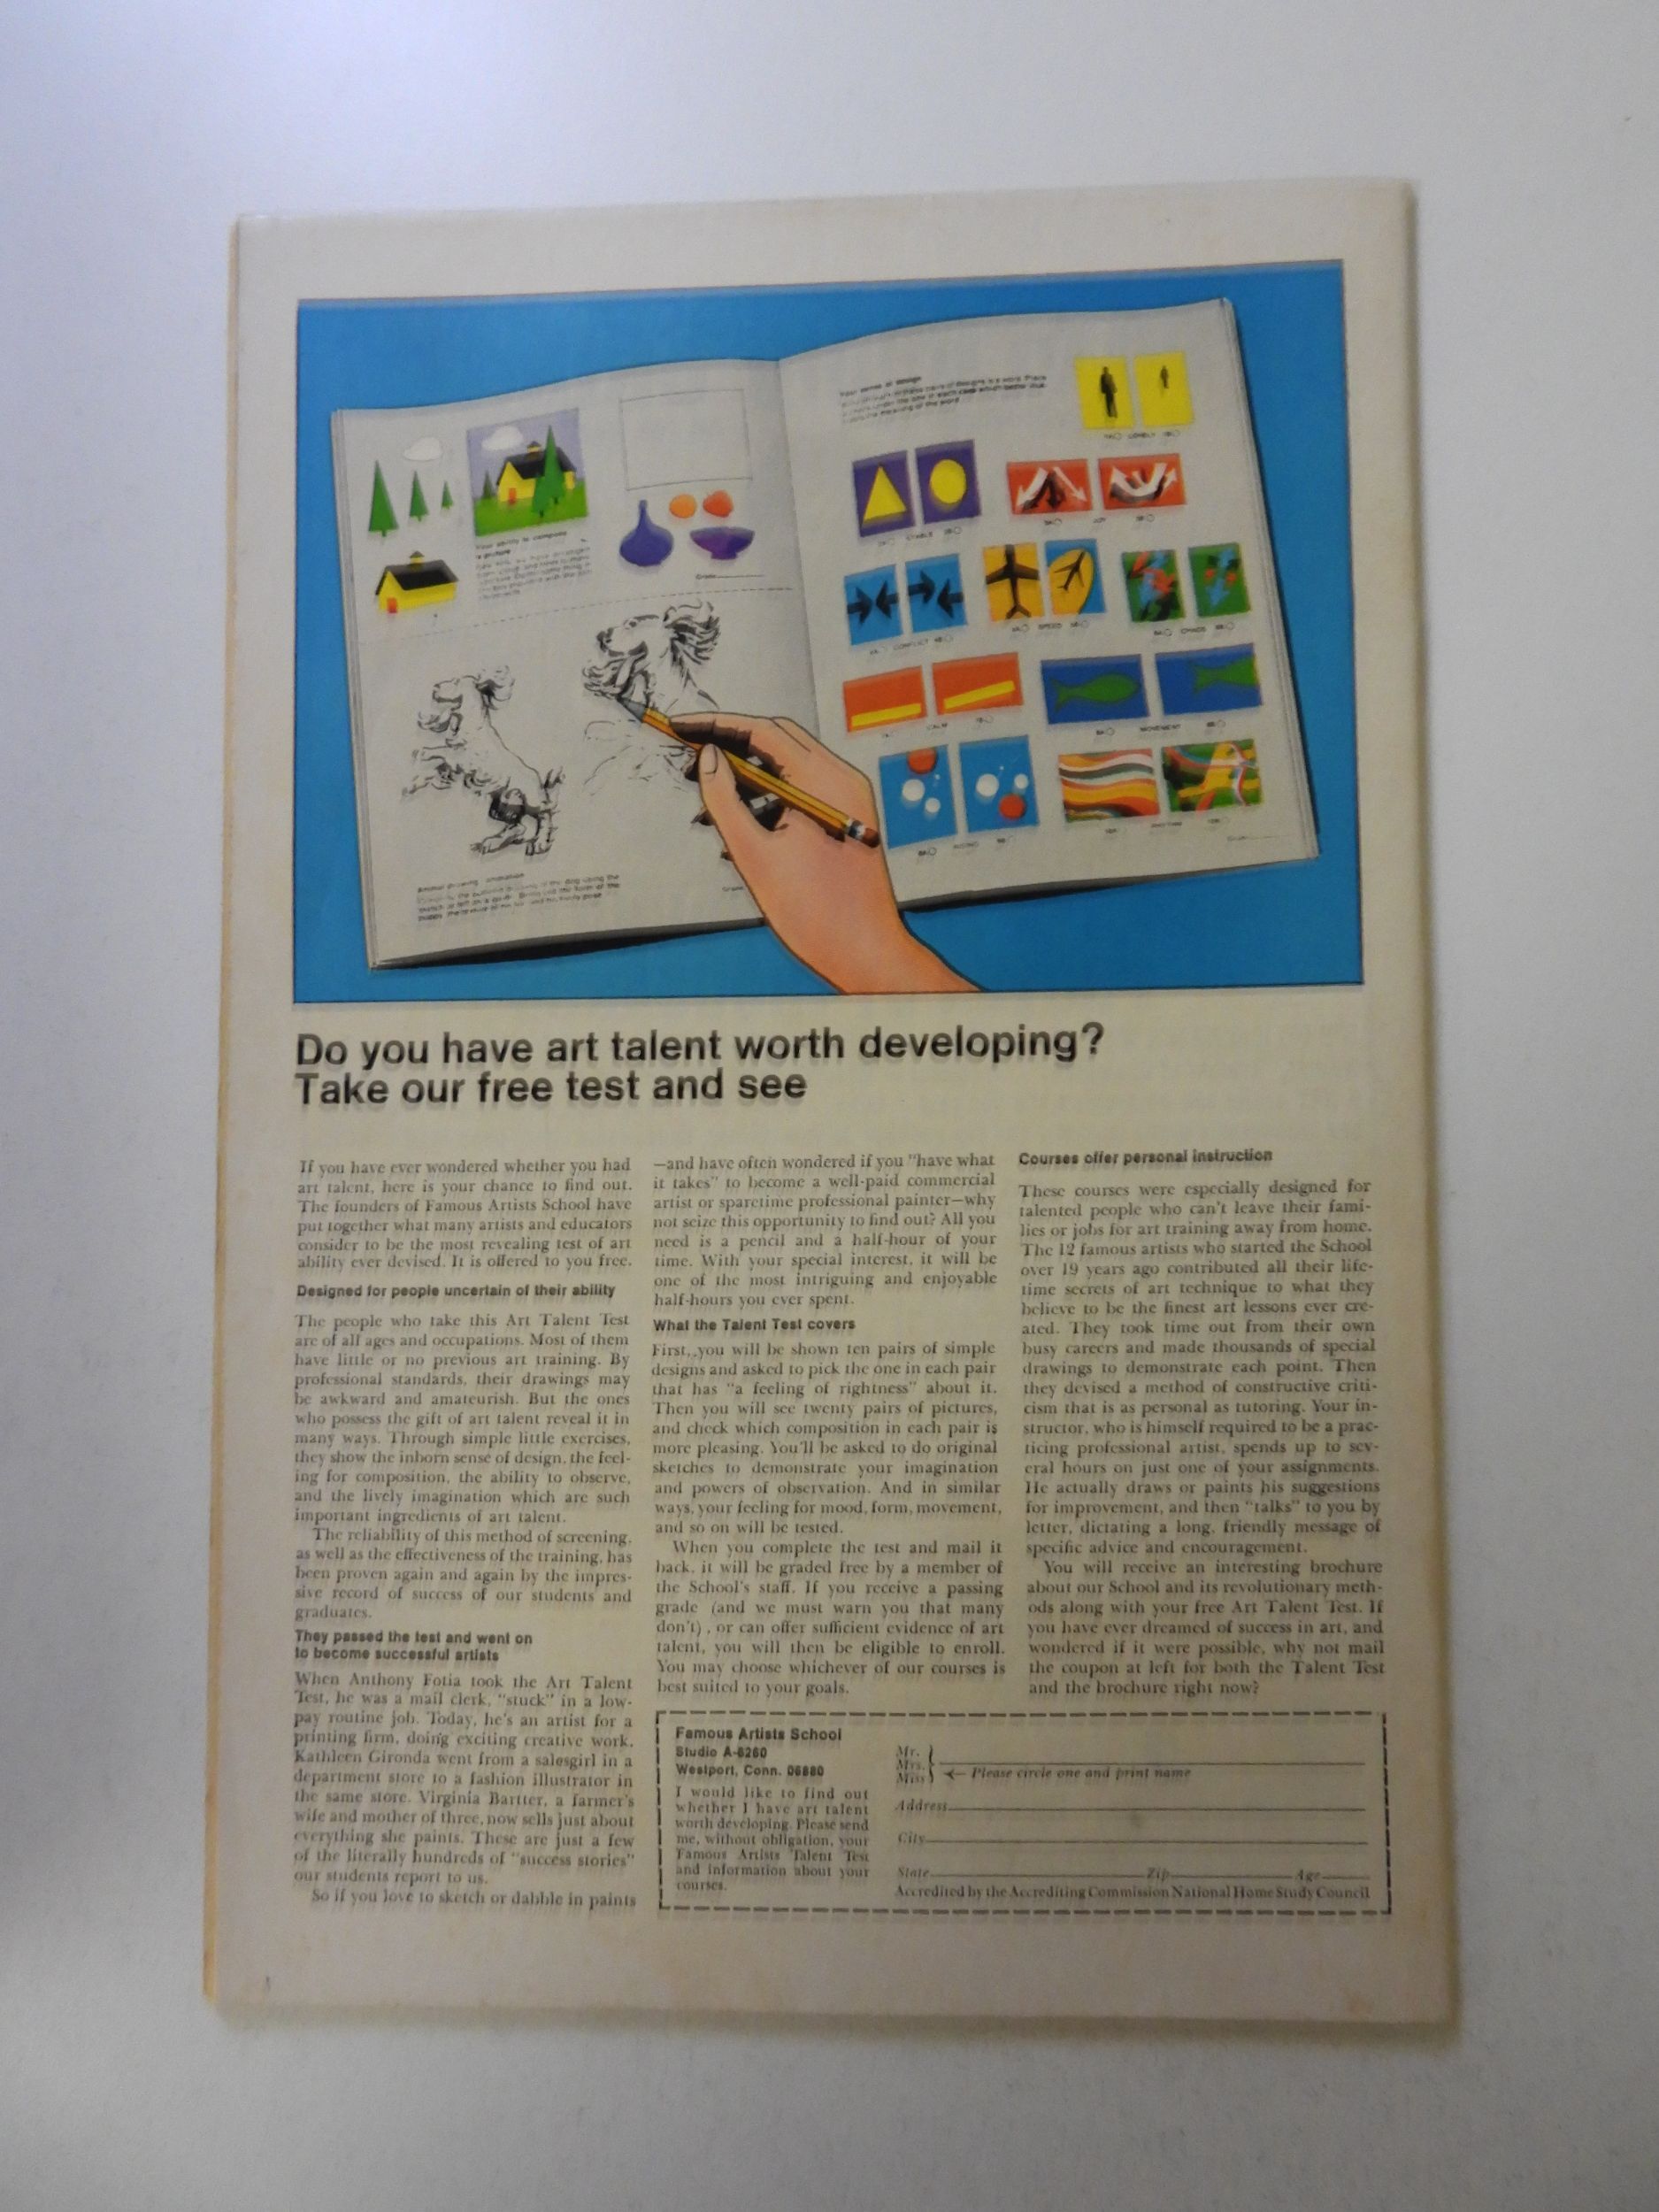 Your sense of design
LONELY
STABLE
JOY
CONFLICT
SPEED
CHAOS
CALM
MOVEMENT
RISING
RHYTHM
Your ability to compose
a picture
Grade
Animal drawing - animation
Grade
Do you have art talent worth developing?
Take our free test and see
If you have ever wondered whether you had
art talent, here is your chance to find out.
The founders of Famous Artists School have
put together what many artists and educators
consider to be the most revealing test of art
ability ever devised. It is offered to you free.
Designed for people uncertain of their ability
The people who take this Art Talent Test
are of all ages and occupations. Most of them
have little or no previous art training. By
professional standards, their drawings may
be awkward and amateurish. But the ones
who possess the gift of art talent reveal it in
many ways. Through simple little exercises,
they show the inborn sense of design, the feel-
ing for composition, the ability to observe,
and the lively imagination which are such
important ingredients of art talent.
The reliability of this method of screening,
as well as the effectiveness of the training, has
been proven again and again by the impres-
sive record of success of our students and
graduates.
They passed the test and went on
to become successful artists
When Anthony Fotia took the Art Talent
Test, he was a mail clerk, "stuck" in a low-
pay routine job. Today, he's an artist for a
printing firm, doing exciting creative work.
Kathleen Gironda went from a salesgirl in a
department store to a fashion illustrator in
the same store. Virginia Bartter, a farmer's
wife and mother of three, now sells just about
everything she paints. These are just a few
of the literally hundreds of "success stories"
our students report to us.
So if you love to sketch or dabble in paints
—and have often wondered if you "have what
it takes" to become a well-paid commercial
artist or sparetime professional painter—why
not seize this opportunity to find out? All you
need is a pencil and a half-hour of your
time. With your special interest, it will be
one of the most intriguing and enjoyable
half-hours you ever spent.
What the Talent Test covers
First, you will be shown ten pairs of simple
designs and asked to pick the one in each pair
that has "a feeling of rightness" about it.
Then you will see twenty pairs of pictures,
and check which composition in each pair is
more pleasing. You'll be asked to do original
sketches to demonstrate your imagination
and powers of observation. And in similar
ways, your feeling for mood, form, movement,
and so on will be tested.
When you complete the test and mail it
back, it will be graded free by a member of
the School's staff. If you receive a passing
grade (and we must warn you that many
don't), or can offer sufficient evidence of art
talent, you will then be eligible to enroll.
You may choose whichever of our courses is
best suited to your goals.
Courses offer personal instruction
These courses were especially designed for
talented people who can't leave their fami-
lies or jobs for art training away from home.
The 12 famous artists who started the School
over 19 years ago contributed all their life-
time secrets of art technique to what they
believe to be the finest art lessons ever cre-
ated. They took time out from their own
busy careers and made thousands of special
drawings to demonstrate each point. Then
they devised a method of constructive criti-
cism that is as personal as tutoring. Your in-
structor, who is himself required to be a prac-
ticing professional artist, spends up to sev-
eral hours on just one of your assignments.
He actually draws or paints his suggestions
for improvement, and then "talks" to you by
letter, dictating a long, friendly message of
specific advice and encouragement.
You will receive an interesting brochure
about our School and its revolutionary meth-
ods along with your free Art Talent Test. If
you have ever dreamed of success in art, and
wondered if it were possible, why not mail
the coupon at left for both the Talent Test
and the brochure right now?
Famous Artists School
Studio A-6260
Westport, Conn. 06880
I would like to find out
whether I have art talent
worth developing. Please send
me, without obligation, your
Famous Artists Talent Test
and information about your
courses.
Mr.
Mrs.
Miss
Please circle one and print name
Address
City
State Zip Age
Accredited by the Accrediting Commission National Home Study Council